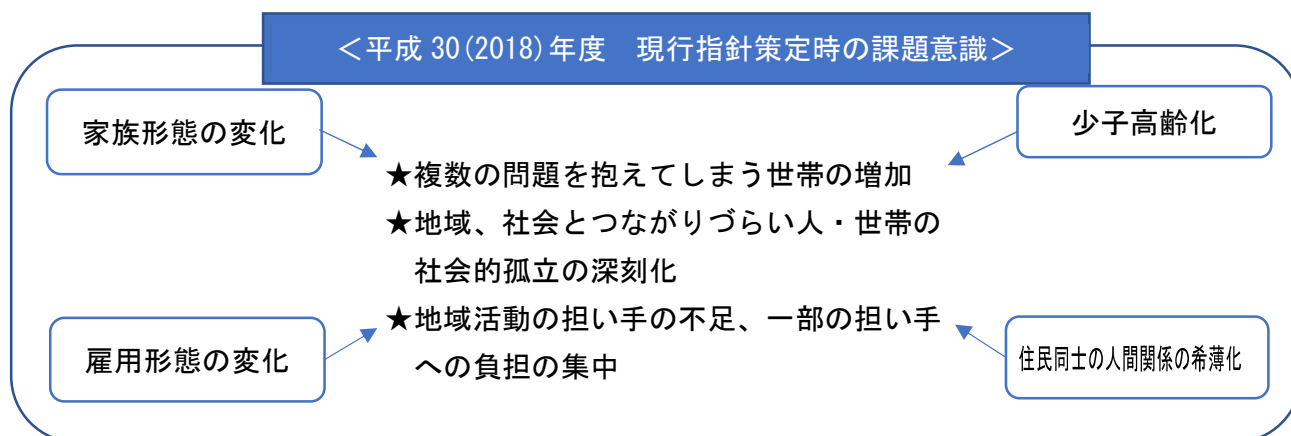 ＜平成 30(2018)年度　現行指針策定時の課題意識＞
家族形態の変化
少子高齢化
★複数の問題を抱えてしまう世帯の増加
★地域、社会とつながりづらい人・世帯の
社会的孤立の深刻化
★地域活動の担い手の不足、一部の担い手
への負担の集中
雇用形態の変化
住民同士の人間関係の希薄化